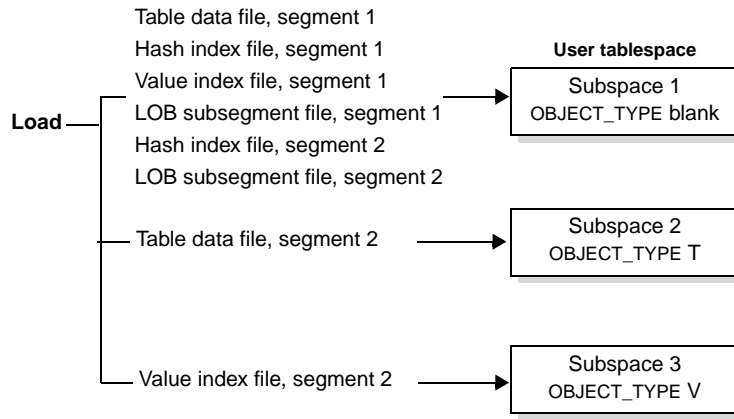 Table data file, segment 1
Hash index file, segment 1
Value index file, segment 1
LOB subsegment file, segment 1
Hash index file, segment 2
LOB subsegment file, segment 2
Load
User tablespace
Subspace 1
OBJECT_TYPE blank
Table data file, segment 2
Subspace 2
OBJECT_TYPE T
Value index file, segment 2
Subspace 3
OBJECT_TYPE V